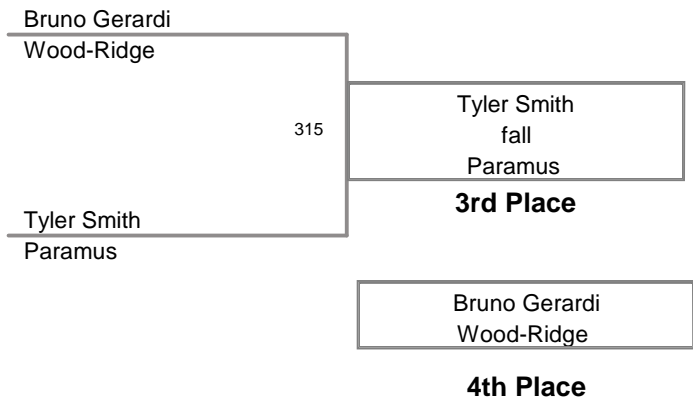 Bruno Gerardi
Wood-Ridge
315
Tyler Smith
fall
Paramus
3rd Place
Tyler Smith
Paramus
Bruno Gerardi
Wood-Ridge
4th Place